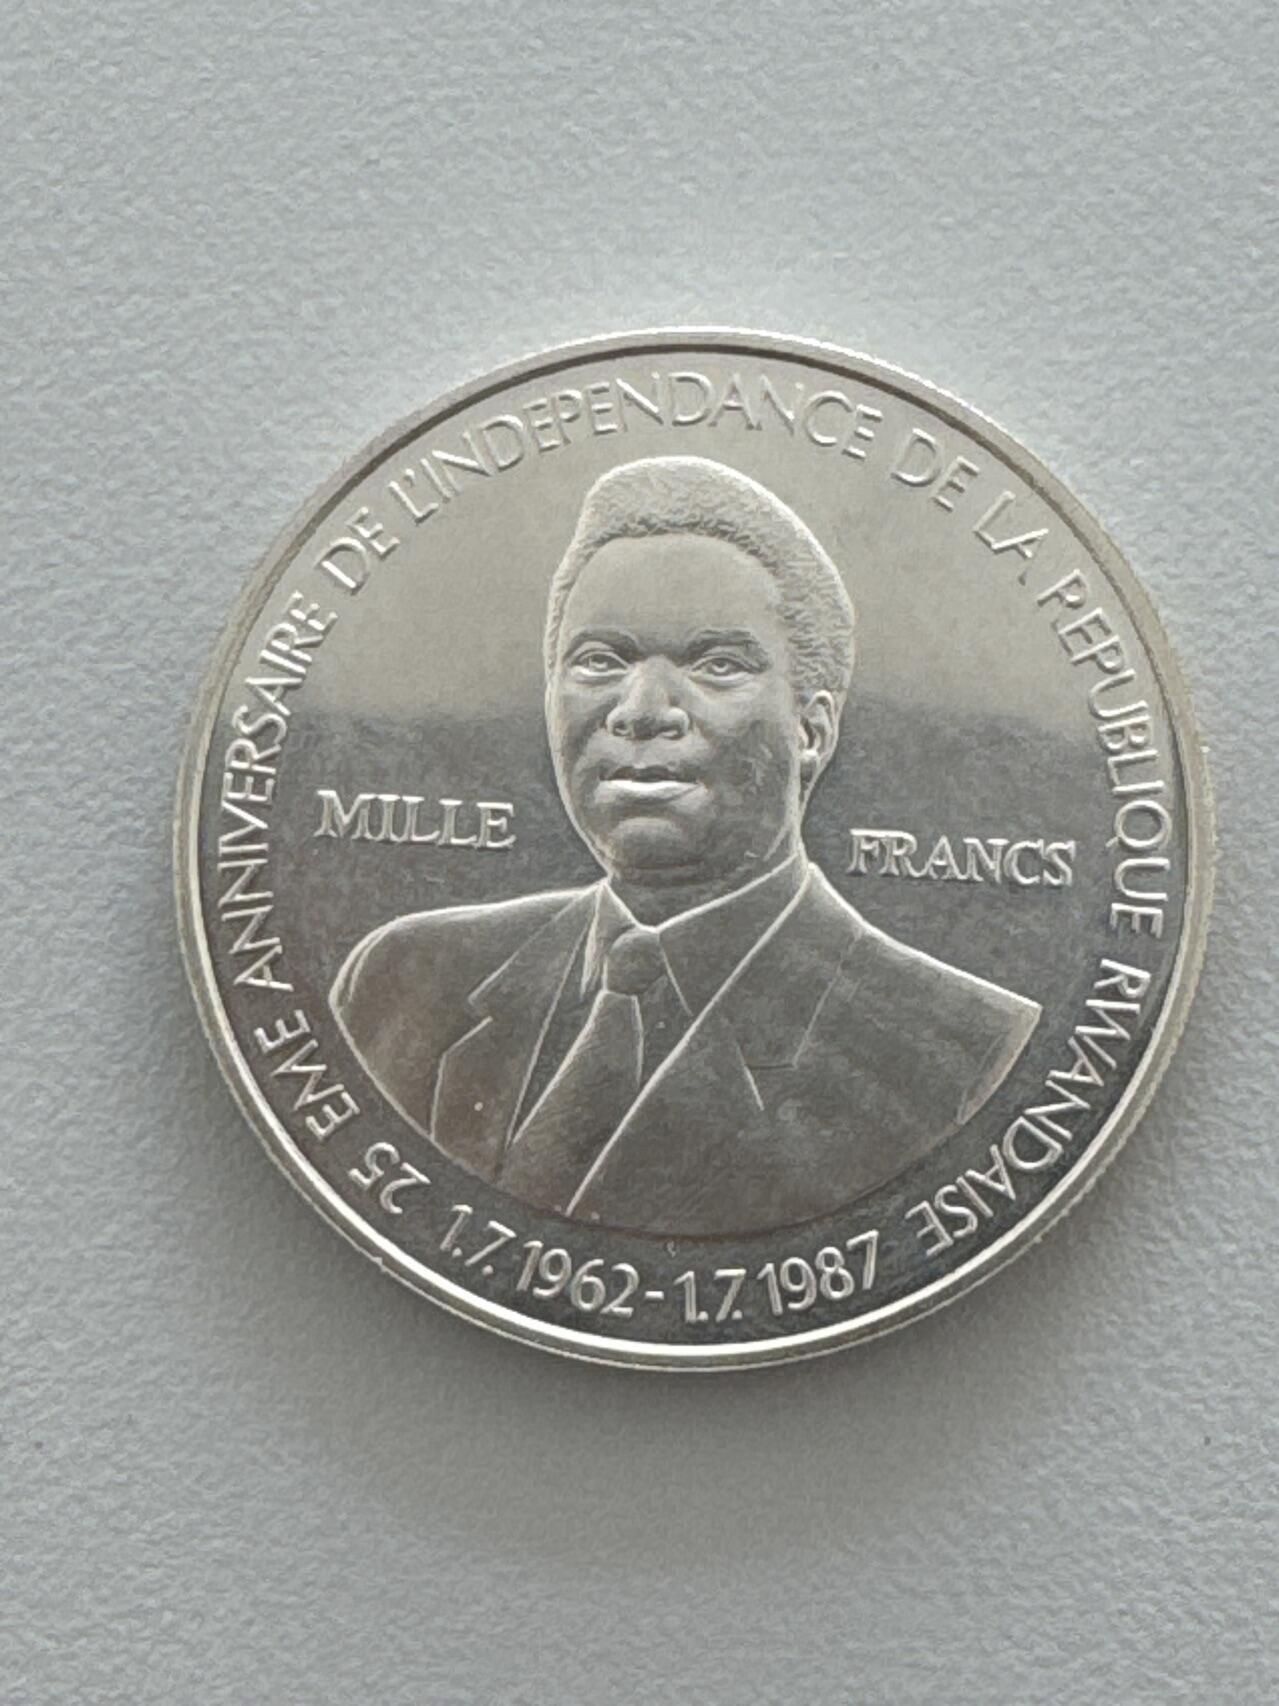 25 EME ANNIVERSAIRE DE L'INDEPENDANCE DE LA REPUBLIQUE RWANDAISE
MILLE FRANCS
1.7.1962-1.7.1987